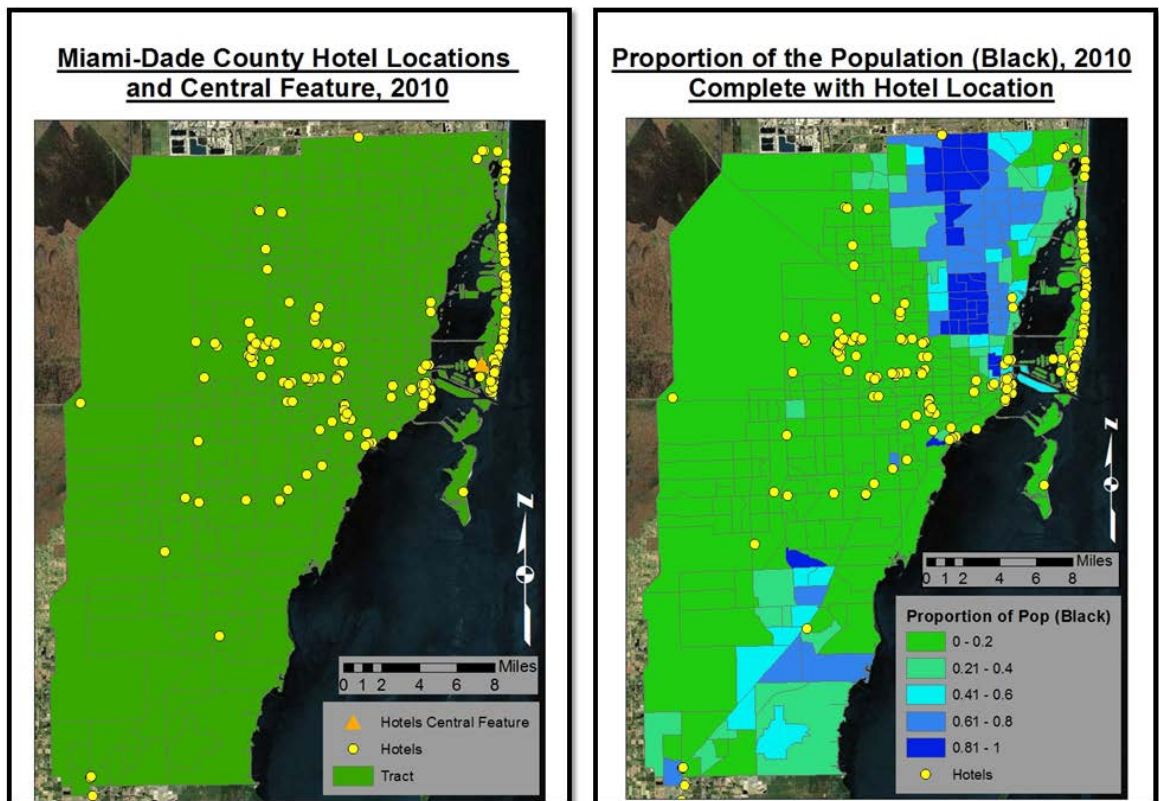 Miami-Dade County Hotel Locations
and Central Feature, 2010
N
Miles
0 1 2 4 6 8
Hotels Central Feature
Hotels
Tract
Proportion of the Population (Black), 2010
Complete with Hotel Location
N
Miles
0 1 2 4 6 8
Proportion of Pop (Black)
0 - 0.2
0.21 - 0.4
0.41 - 0.6
0.61 - 0.8
0.81 - 1
Hotels